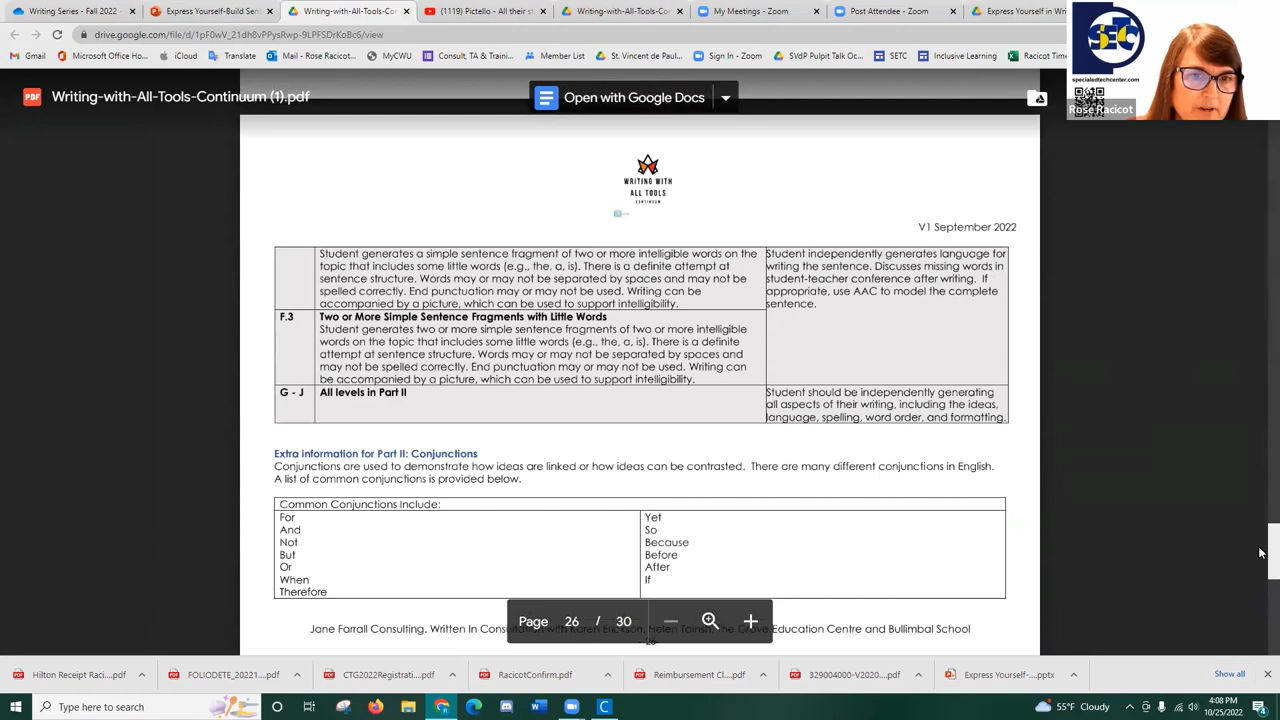 Writing Series - Fall 2022
Express Yourself-Build Sen
Writing-with-All-Tools-Con
(1119) Pictello - All their st
Writing-with-All-Tools-Con
My Meetings - Zoom
Post Attendee - Zoom
Express Yourself in Writing
drive.google.com/file/d/1pF0wV_21dh8vPPysRwp-9LPFSDrKoBc6/view
Gmail
Microsoft Office Ho...
Translate
Outlook
Mail - Rose Racicot...
MyCWU
Consult, TA & Traini...
Member List
St. Vincent de Paul...
Sign In - Zoom
SVdP Pulpit Talk Oc...
SETC
Inclusive Learning
Racicot Tim
SETC
specialedtechcenter.com
Rose Racicot
PDF
Writing-with-All-Tools-Continuum (1).pdf
Open with Google Docs
WRITING WITH
ALL TOOLS
CONTINUUM
V1 September 2022
Student generates a simple sentence fragment of two or more intelligible words on the
topic that includes some little words (e.g., the, a, is). There is a definite attempt at
sentence structure. Words may or may not be separated by spaces and may not be
spelled correctly. End punctuation may or may not be used. Writing can be
accompanied by a picture, which can be used to support intelligibility.
Student independently generates language for
writing the sentence. Discusses missing words in
student-teacher conference after writing. If
appropriate, use AAC to model the complete
sentence.
F.3
Two or More Simple Sentence Fragments with Little Words
Student generates two or more simple sentence fragments of two or more intelligible
words on the topic that includes some little words (e.g., the, a, is). There is a definite
attempt at sentence structure. Words may or may not be separated by spaces and
may not be spelled correctly. End punctuation may or may not be used. Writing can
be accompanied by a picture, which can be used to support intelligibility.
G - J
All levels in Part II
Student should be independently generating
all aspects of their writing, including the ideas,
language, spelling, word order, and formatting.
Extra information for Part II: Conjunctions
Conjunctions are used to demonstrate how ideas are linked or how ideas can be contrasted. There are many different conjunctions in English.
A list of common conjunctions is provided below.
Common Conjunctions Include:
For
And
Not
But
Or
When
Therefore
Yet
So
Because
Before
After
If
Page 26 / 30
Jane Farrall Consulting. Written In Consultation with Karen Erickson, Helen Tainsh, The Grove Education Centre and Bullimbal School
26
Hilton Receipt Raci....pdf
FOLIODETE_20221....pdf
CTG2022Registrati....pdf
RacicotConfirm.pdf
Reimbursement Cl....pdf
329004000-V2020....pdf
Express Yourself-....pptx
Show all
Type here to search
55°F Cloudy
4:08 PM
10/25/2022
4